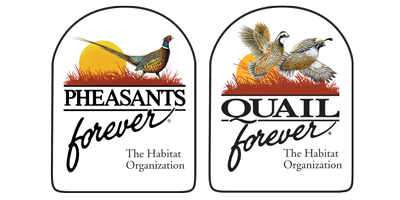 PHEASANTS
forever®
The Habitat
Organization
QUAIL
forever®
The Habitat
Organization